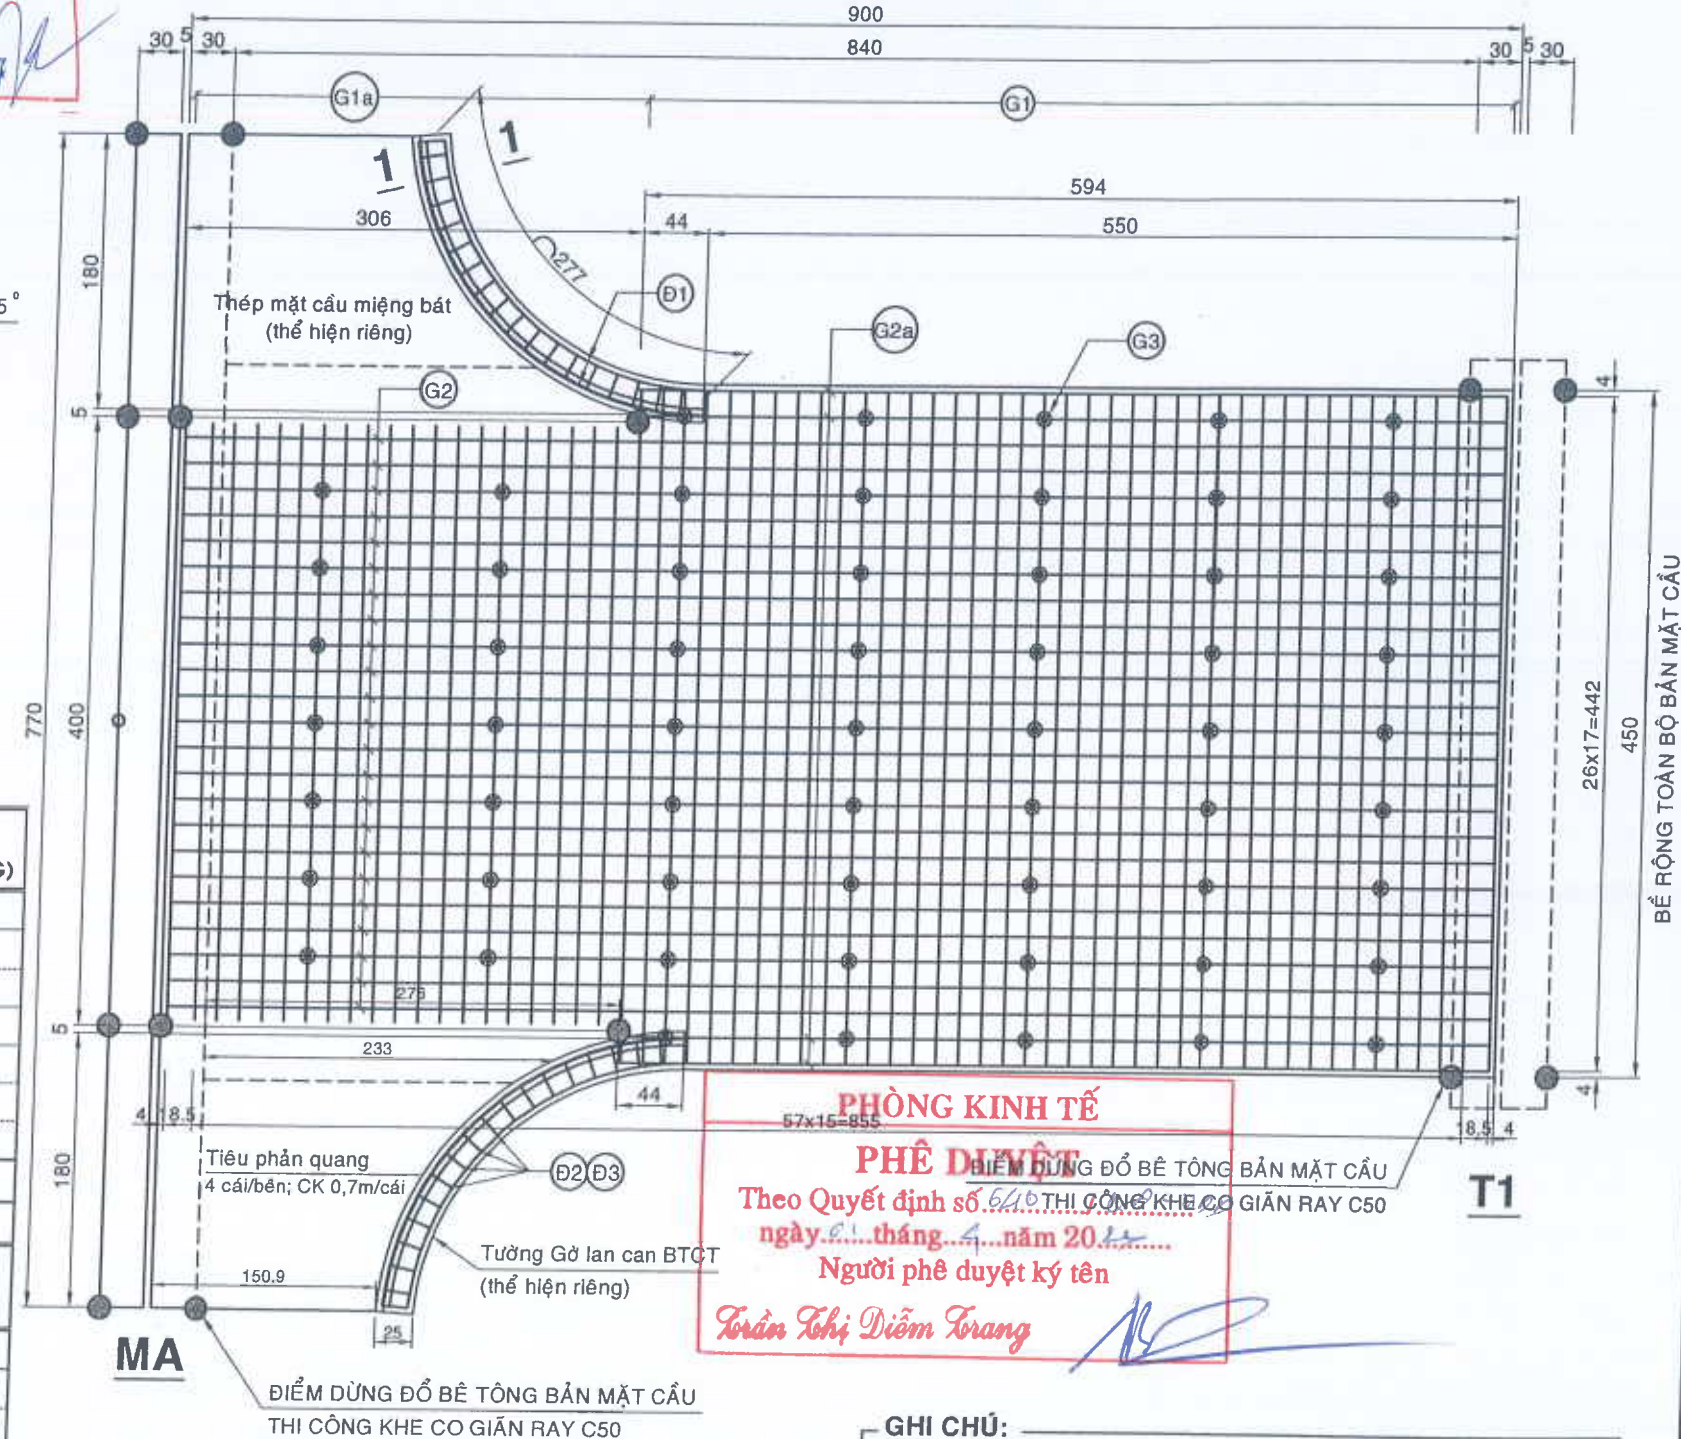 900
30 5 30
840
30 5 30
G1a
G1
1
1
594
306
44
550
180
277
5°
Đ1
Thép mặt cầu miệng bát
(thể hiện riêng)
G2a
G3
G2
4
5
770
400
26x17=442
450
BỀ RỘNG TOÀN BỘ BẢN MẶT CẦU
G)
5
233
44
4
4 18.5
57x15=855
18,5 4
180
PHÒNG KINH TẾ
PHÊ DUYỆT
Theo Quyết định số
ngày......tháng...4...năm 20
Người phê duyệt ký tên
Trần Thị Diễm Trang
Tiêu phản quang
4 cái/bên; CK 0,7m/cái
Đ2 Đ3
ĐIỂM DỪNG ĐỔ BÊ TÔNG BẢN MẶT CẦU
THI CÔNG KHE CO GIÃN RAY C50
T1
Tường Gờ lan can BTCT
(thể hiện riêng)
150.9
25
MA
ĐIỂM DỪNG ĐỔ BÊ TÔNG BẢN MẶT CẦU
THI CÔNG KHE CO GIÃN RAY C50
GHI CHÚ: